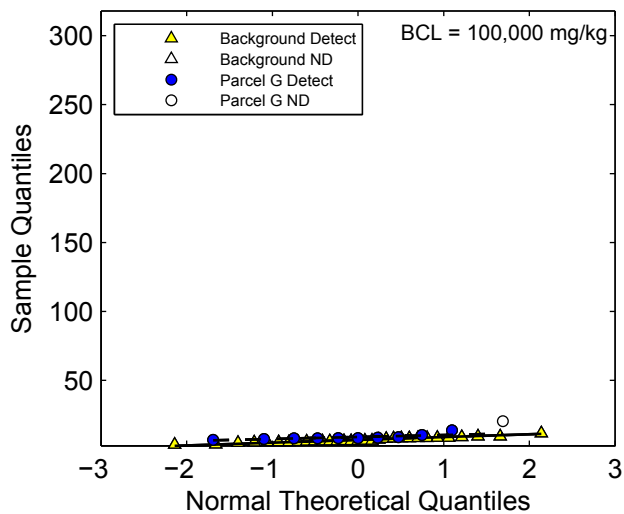 BCL = 100,000 mg/kg
Background Detect
Background ND
Parcel G Detect
Parcel G ND
300
250
200
150
100
50
Sample Quantiles
−3
−2
−1
0
1
2
3
Normal Theoretical Quantiles